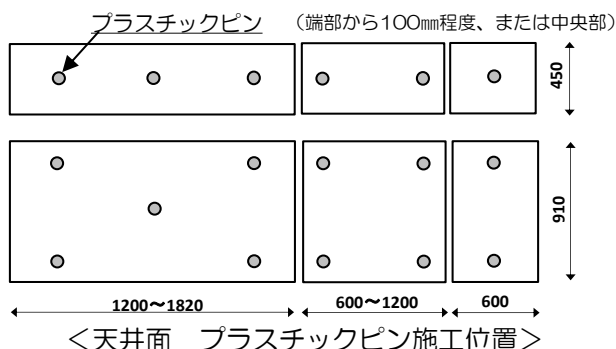 プラスチックピン （端部から100㎜程度、または中央部）
450
910
1200～1820 600～1200 600
＜天井面　プラスチックピン施工位置＞